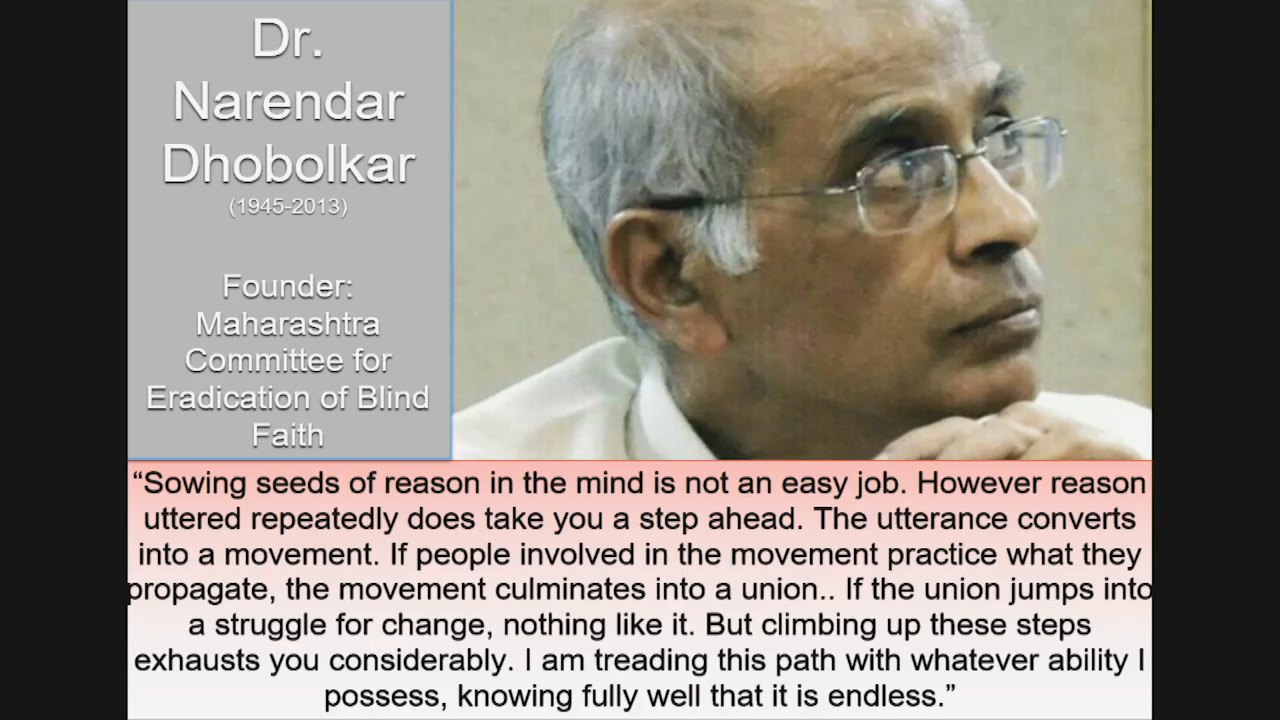 Dr.
Narendar
Dhobolkar
(1945-2013)
Founder:
Maharashtra
Committee for
Eradication of Blind
Faith
“Sowing seeds of reason in the mind is not an easy job. However reason
uttered repeatedly does take you a step ahead. The utterance converts
into a movement. If people involved in the movement practice what they
propagate, the movement culminates into a union.. If the union jumps into
a struggle for change, nothing like it. But climbing up these steps
exhausts you considerably. I am treading this path with whatever ability I
possess, knowing fully well that it is endless.”